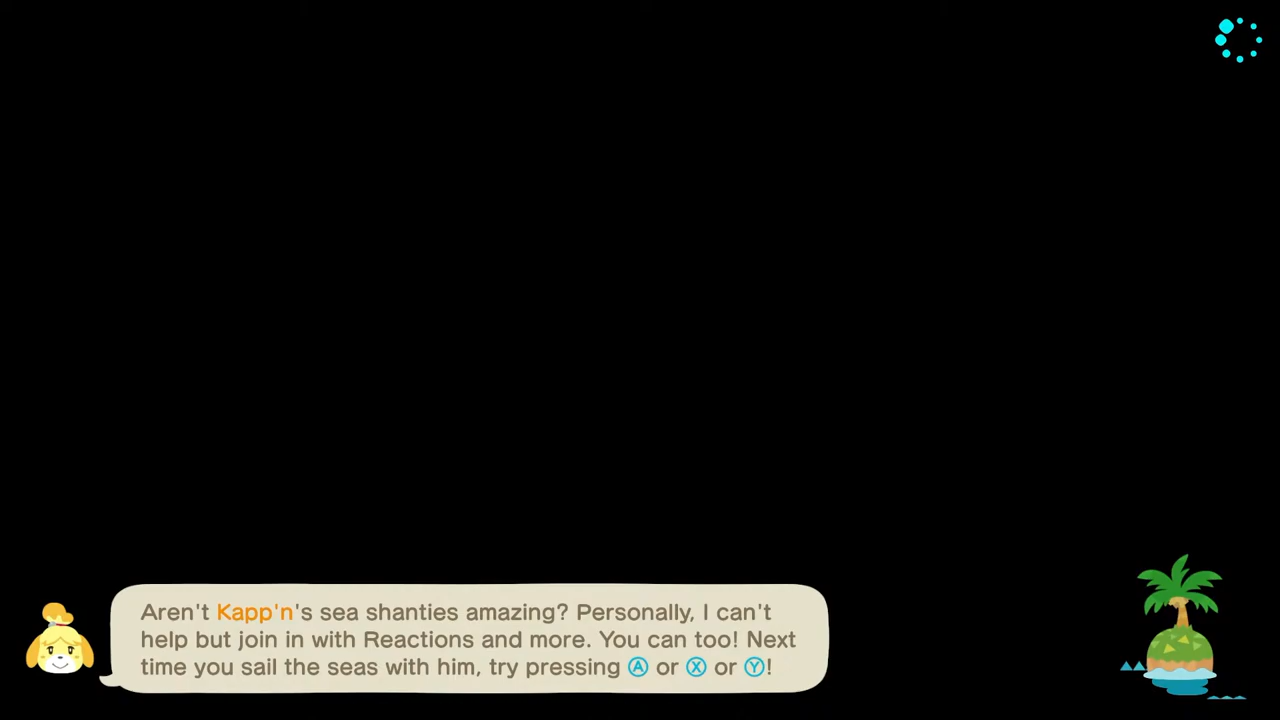 Aren't Kapp'n's sea shanties amazing? Personally, I can't
help but join in with Reactions and more. You can too! Next
time you sail the seas with him, try pressing Ⓐ or Ⓧ or Ⓨ!